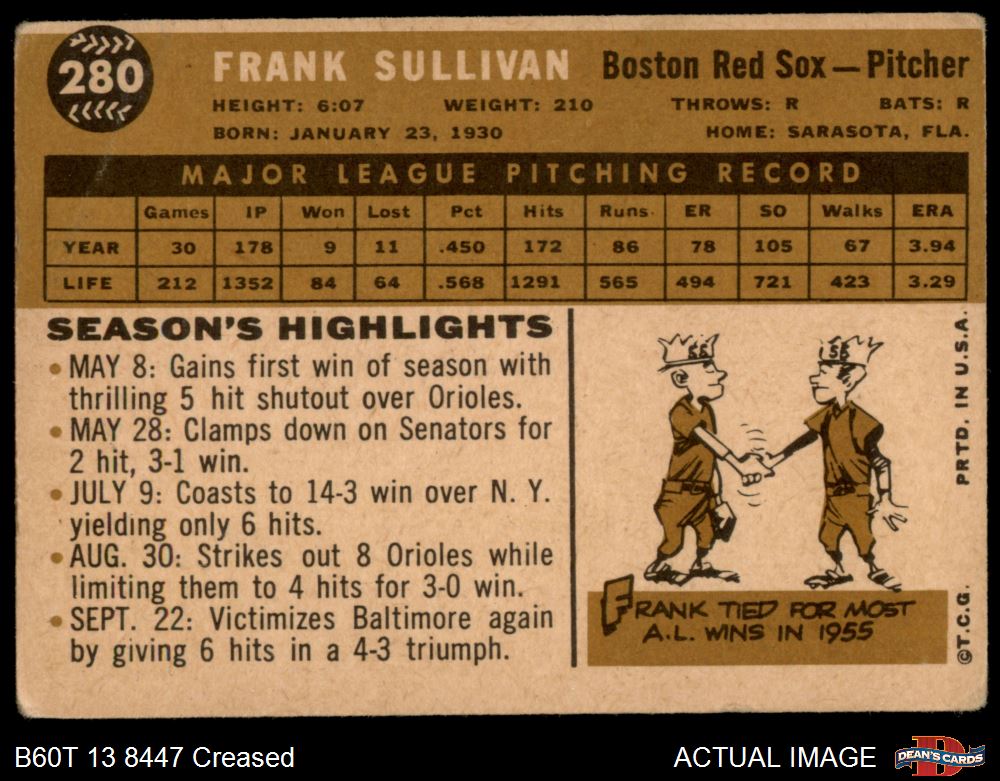 280
FRANK SULLIVAN Boston Red Sox — Pitcher
HEIGHT: 6:07 WEIGHT: 210 THROWS: R BATS: R
BORN: JANUARY 23, 1930 HOME: SARASOTA, FLA.
MAJOR LEAGUE PITCHING RECORD
Games IP Won Lost Pct Hits Runs ER SO Walks ERA
YEAR 30 178 9 11 .450 172 86 78 105 67 3.94
LIFE 212 1352 84 64 .568 1291 565 494 721 423 3.29
SEASON'S HIGHLIGHTS
• MAY 8: Gains first win of season with
thrilling 5 hit shutout over Orioles.
• MAY 28: Clamps down on Senators for
2 hit, 3-1 win.
• JULY 9: Coasts to 14-3 win over N. Y.
yielding only 6 hits.
• AUG. 30: Strikes out 8 Orioles while
limiting them to 4 hits for 3-0 win.
• SEPT. 22: Victimizes Baltimore again
by giving 6 hits in a 4-3 triumph.
55 55
FRANK TIED FOR MOST
A.L. WINS IN 1955
PRTD. IN U.S.A.
©T.C.G.
B60T 13 8447 Creased ACTUAL IMAGE
D
DEAN'S CARDS